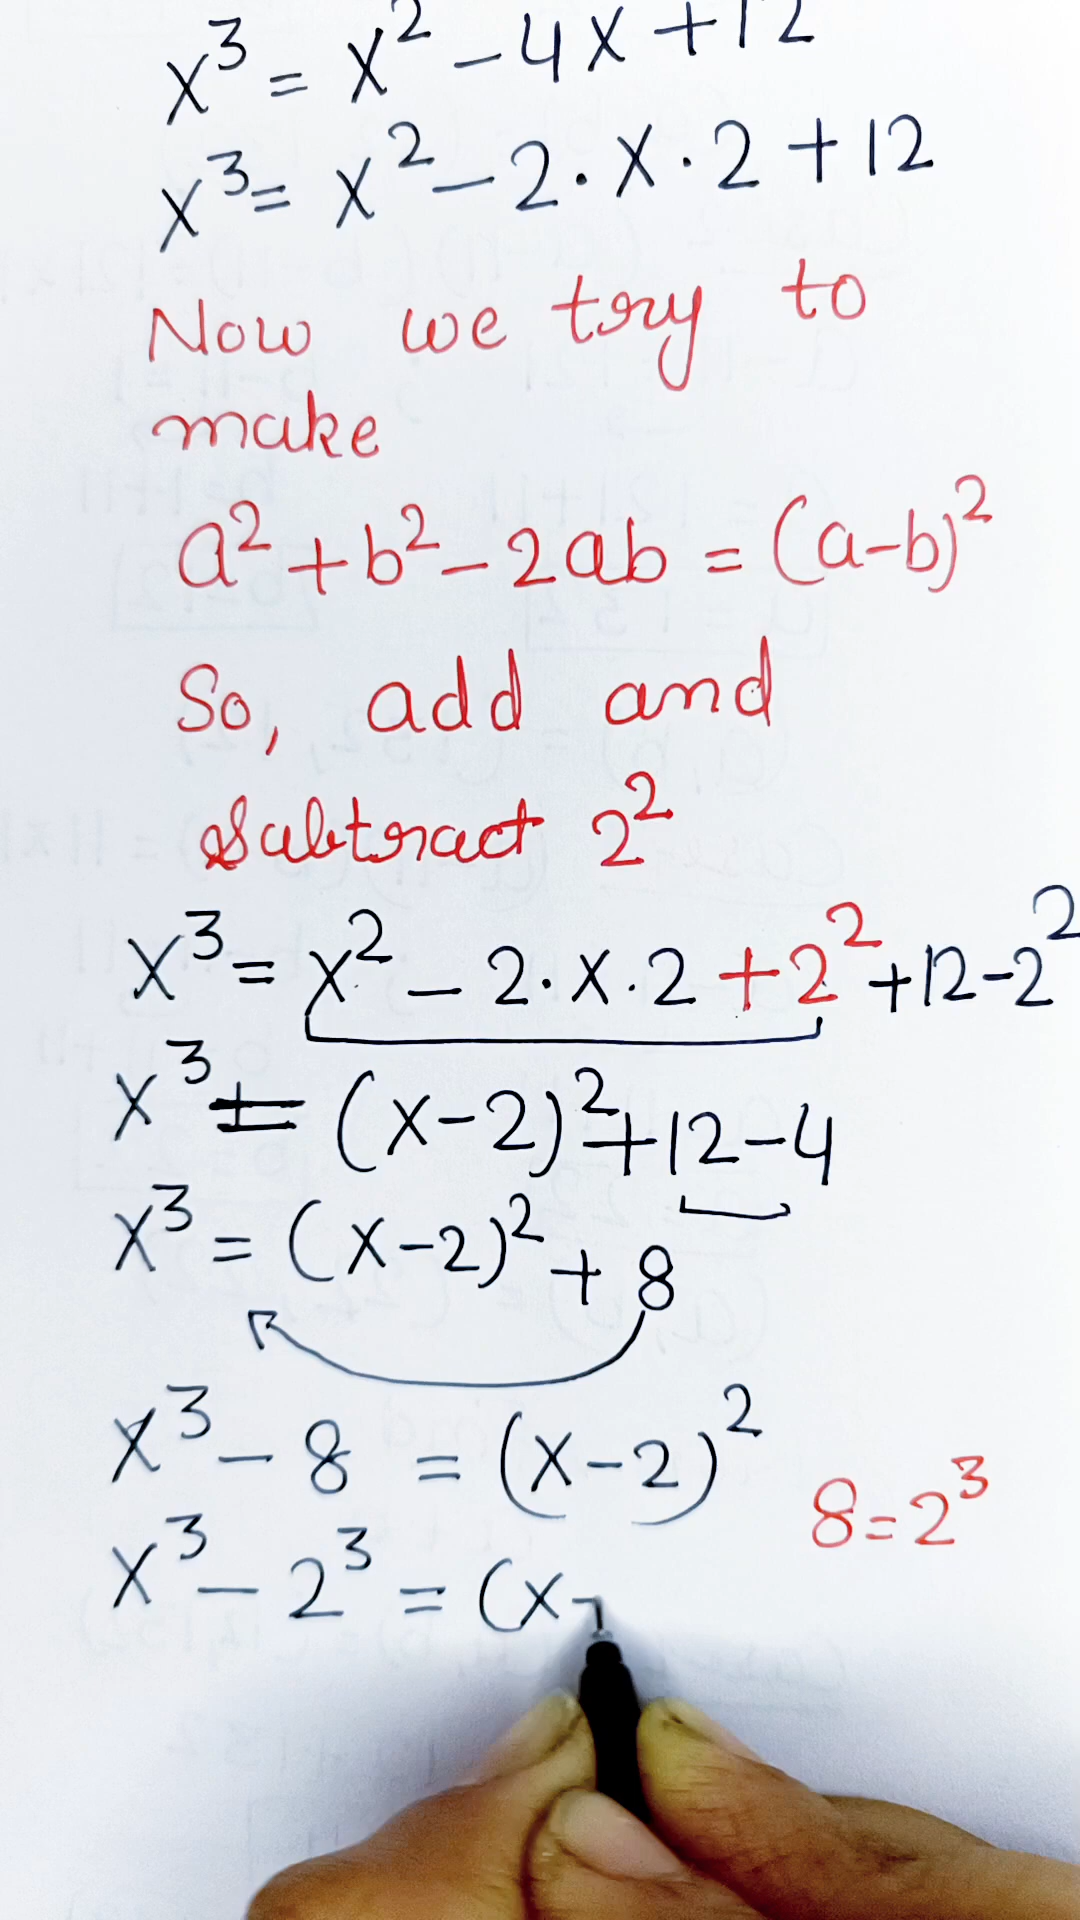 x³ = x² - 4x + 12
x³ = x² - 2 · x · 2 + 12
Now we try to
make
a² + b² - 2ab = (a-b)²
So, add and
subtract 2²
x³ = x² - 2 · x · 2 + 2² + 12 - 2²
x³ = (x-2)² + 12 - 4
x³ = (x-2)² + 8
x³ - 8 = (x-2)²
8 = 2³
x³ - 2³ = (x-